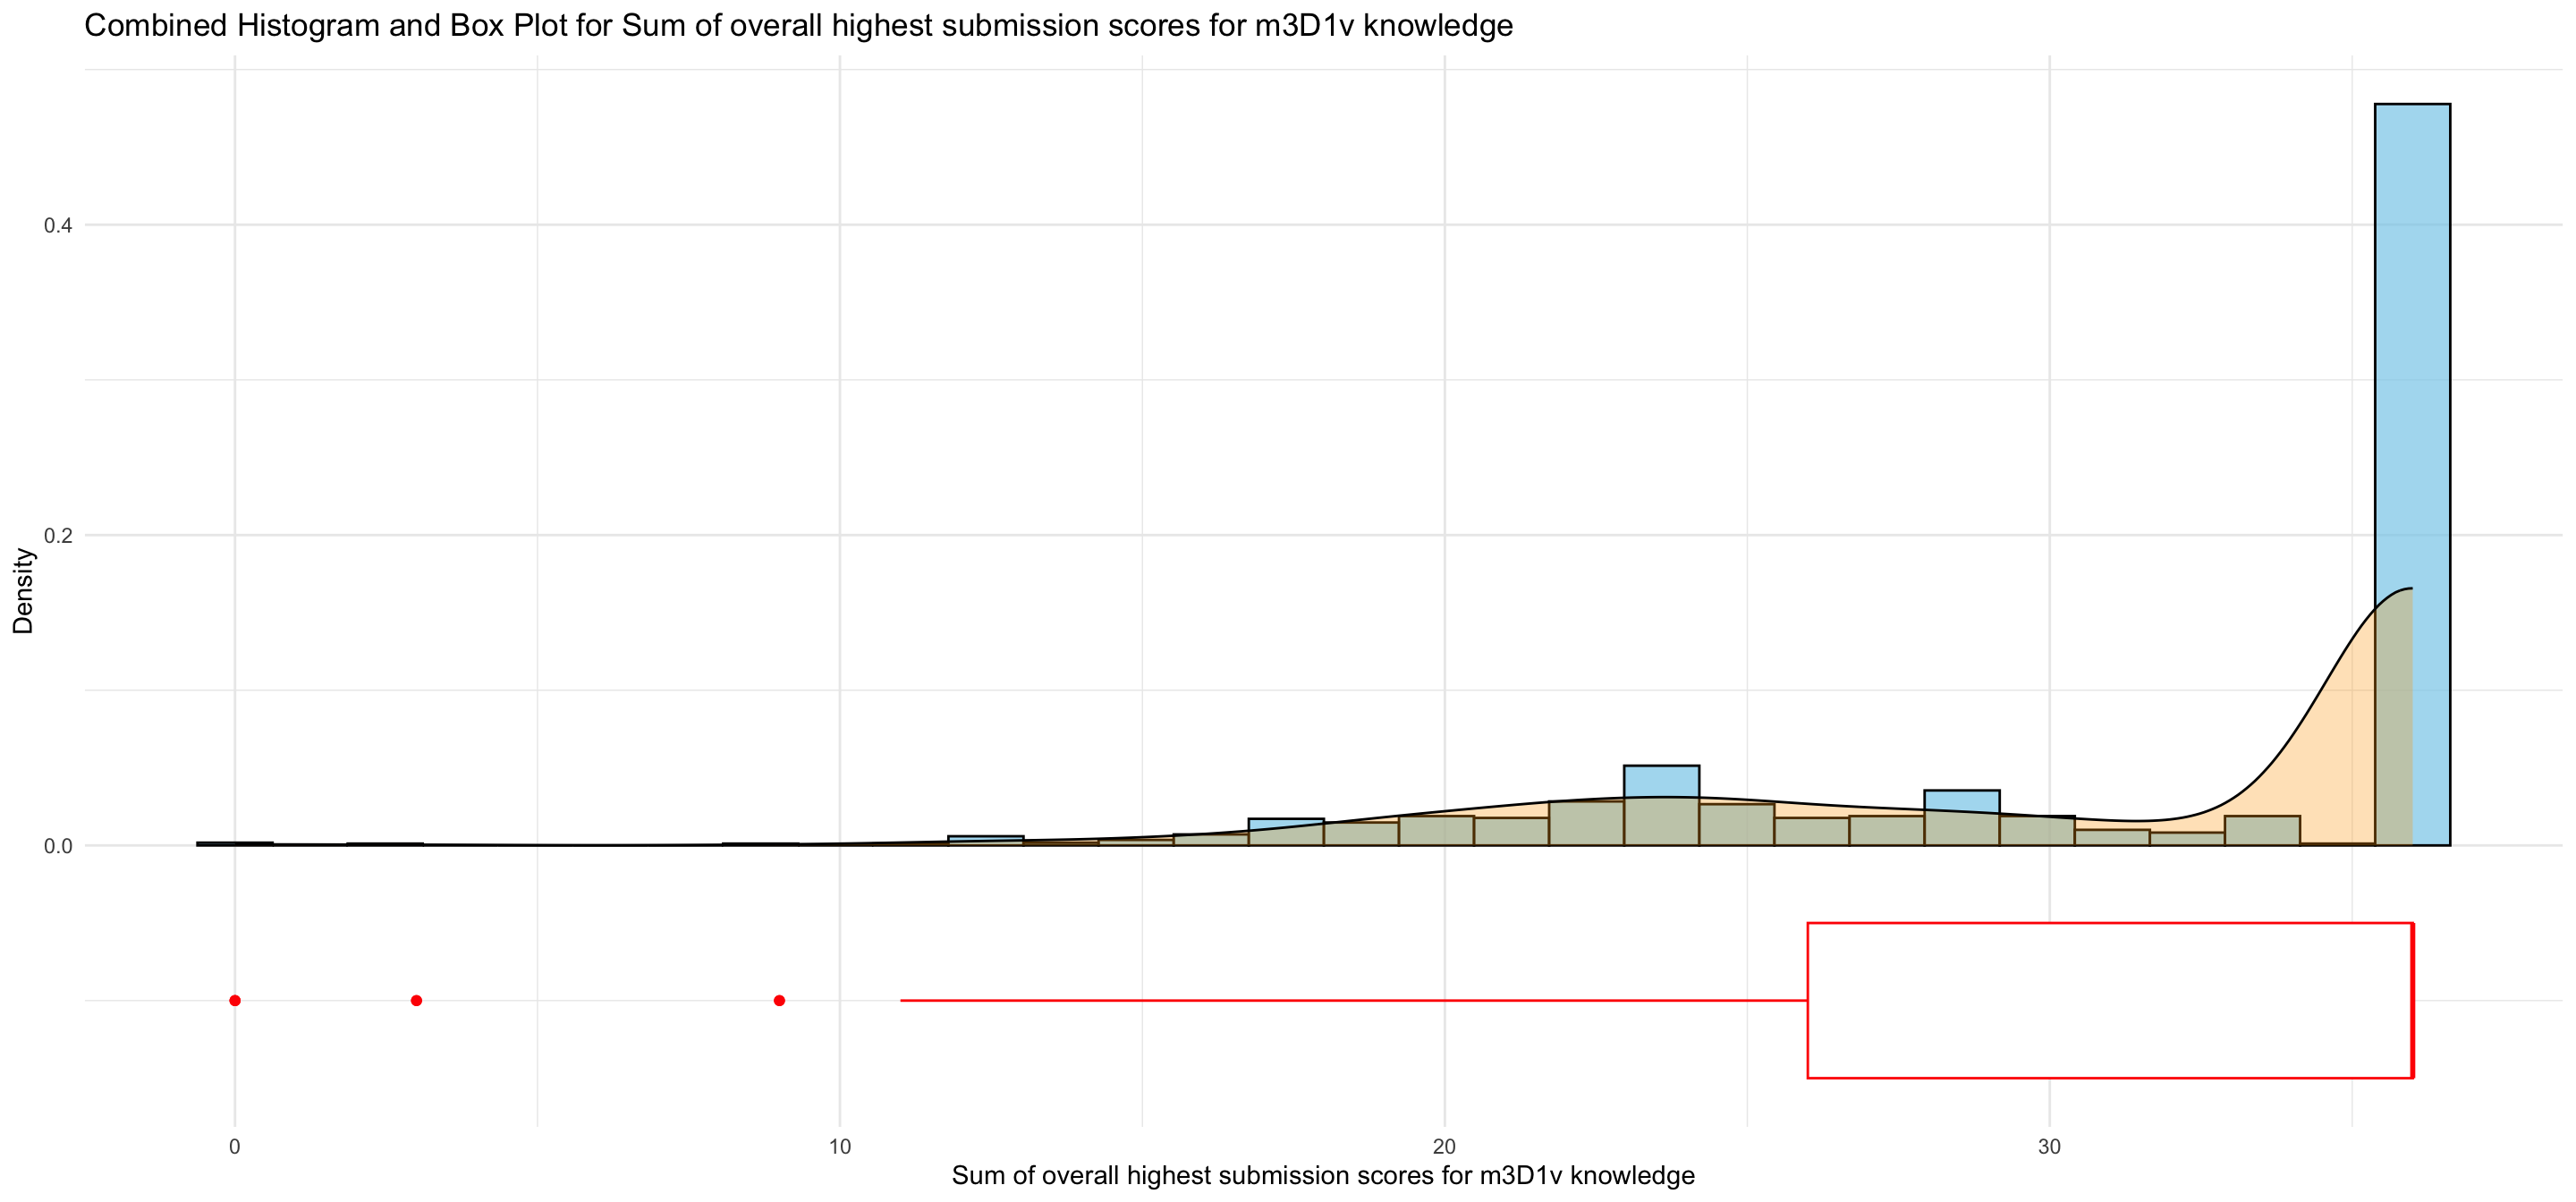 Combined Histogram and Box Plot for Sum of overall highest submission scores for m3D1v knowledge
Density
0.4
0.2
0.0
0
10
20
30
Sum of overall highest submission scores for m3D1v knowledge